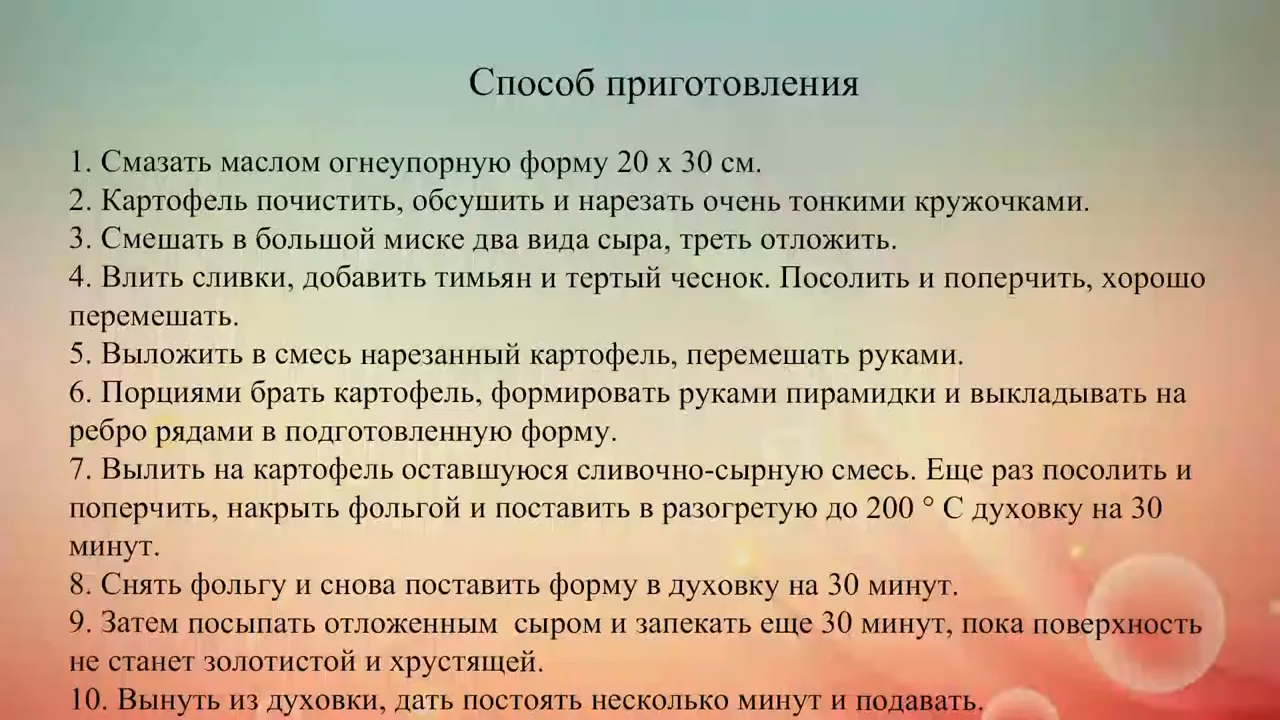 Способ приготовления
1. Смазать маслом огнеупорную форму 20 х 30 см.
2. Картофель почистить, обсушить и нарезать очень тонкими кружочками.
3. Смешать в большой миске два вида сыра, треть отложить.
4. Влить сливки, добавить тимьян и тертый чеснок. Посолить и поперчить, хорошо
перемешать.
5. Выложить в смесь нарезанный картофель, перемешать руками.
6. Порциями брать картофель, формировать руками пирамидки и выкладывать на
ребро рядами в подготовленную форму.
7. Вылить на картофель оставшуюся сливочно-сырную смесь. Еще раз посолить и
поперчить, накрыть фольгой и поставить в разогретую до 200 ° С духовку на 30
минут.
8. Снять фольгу и снова поставить форму в духовку на 30 минут.
9. Затем посыпать отложенным  сыром и запекать еще 30 минут, пока поверхность
не станет золотистой и хрустящей.
10. Вынуть из духовки, дать постоять несколько минут и подавать.